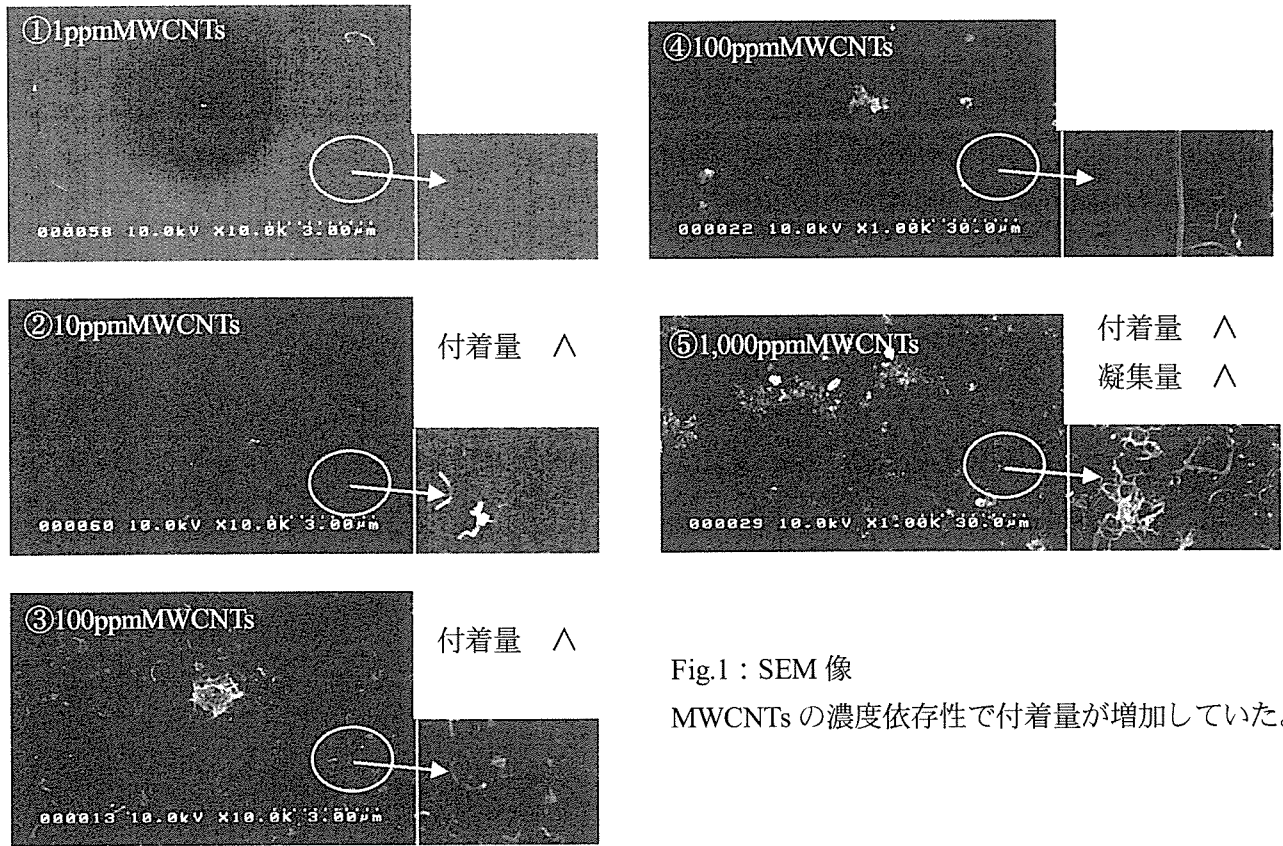 ①1ppmMWCNTs
000058 10.0kV X10.0K 3.00μm
②10ppmMWCNTs
付着量 ∧
000060 10.0kV X10.0K 3.00μm
③100ppmMWCNTs
付着量 ∧
000013 10.0kV X10.0K 3.00μm
④100ppmMWCNTs
000022 10.0kV X1.00K 30.0μm
⑤1,000ppmMWCNTs
付着量 ∧
凝集量 ∧
000029 10.0kV X1.00K 30.0μm
Fig.1：SEM 像
MWCNTs の濃度依存性で付着量が増加していた。